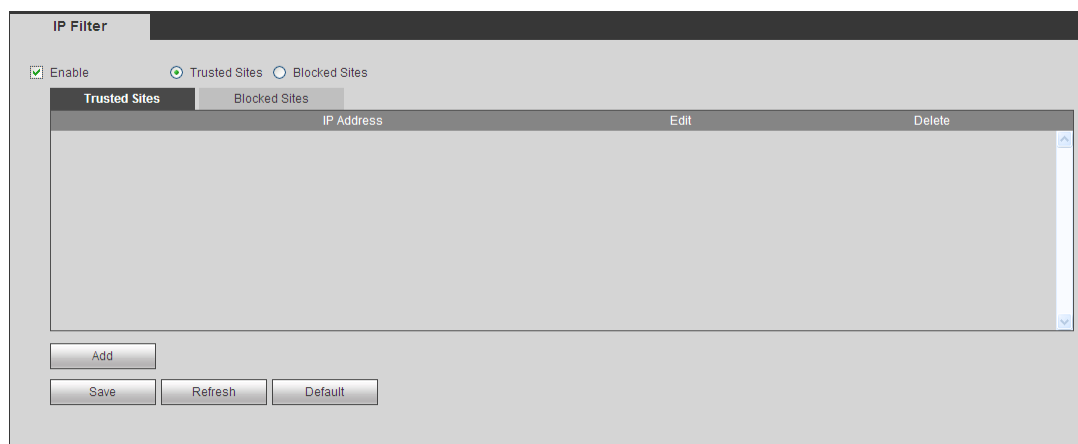 IP Filter
Enable Trusted Sites Blocked Sites
Trusted Sites Blocked Sites
IP Address Edit Delete
Add
Save Refresh Default